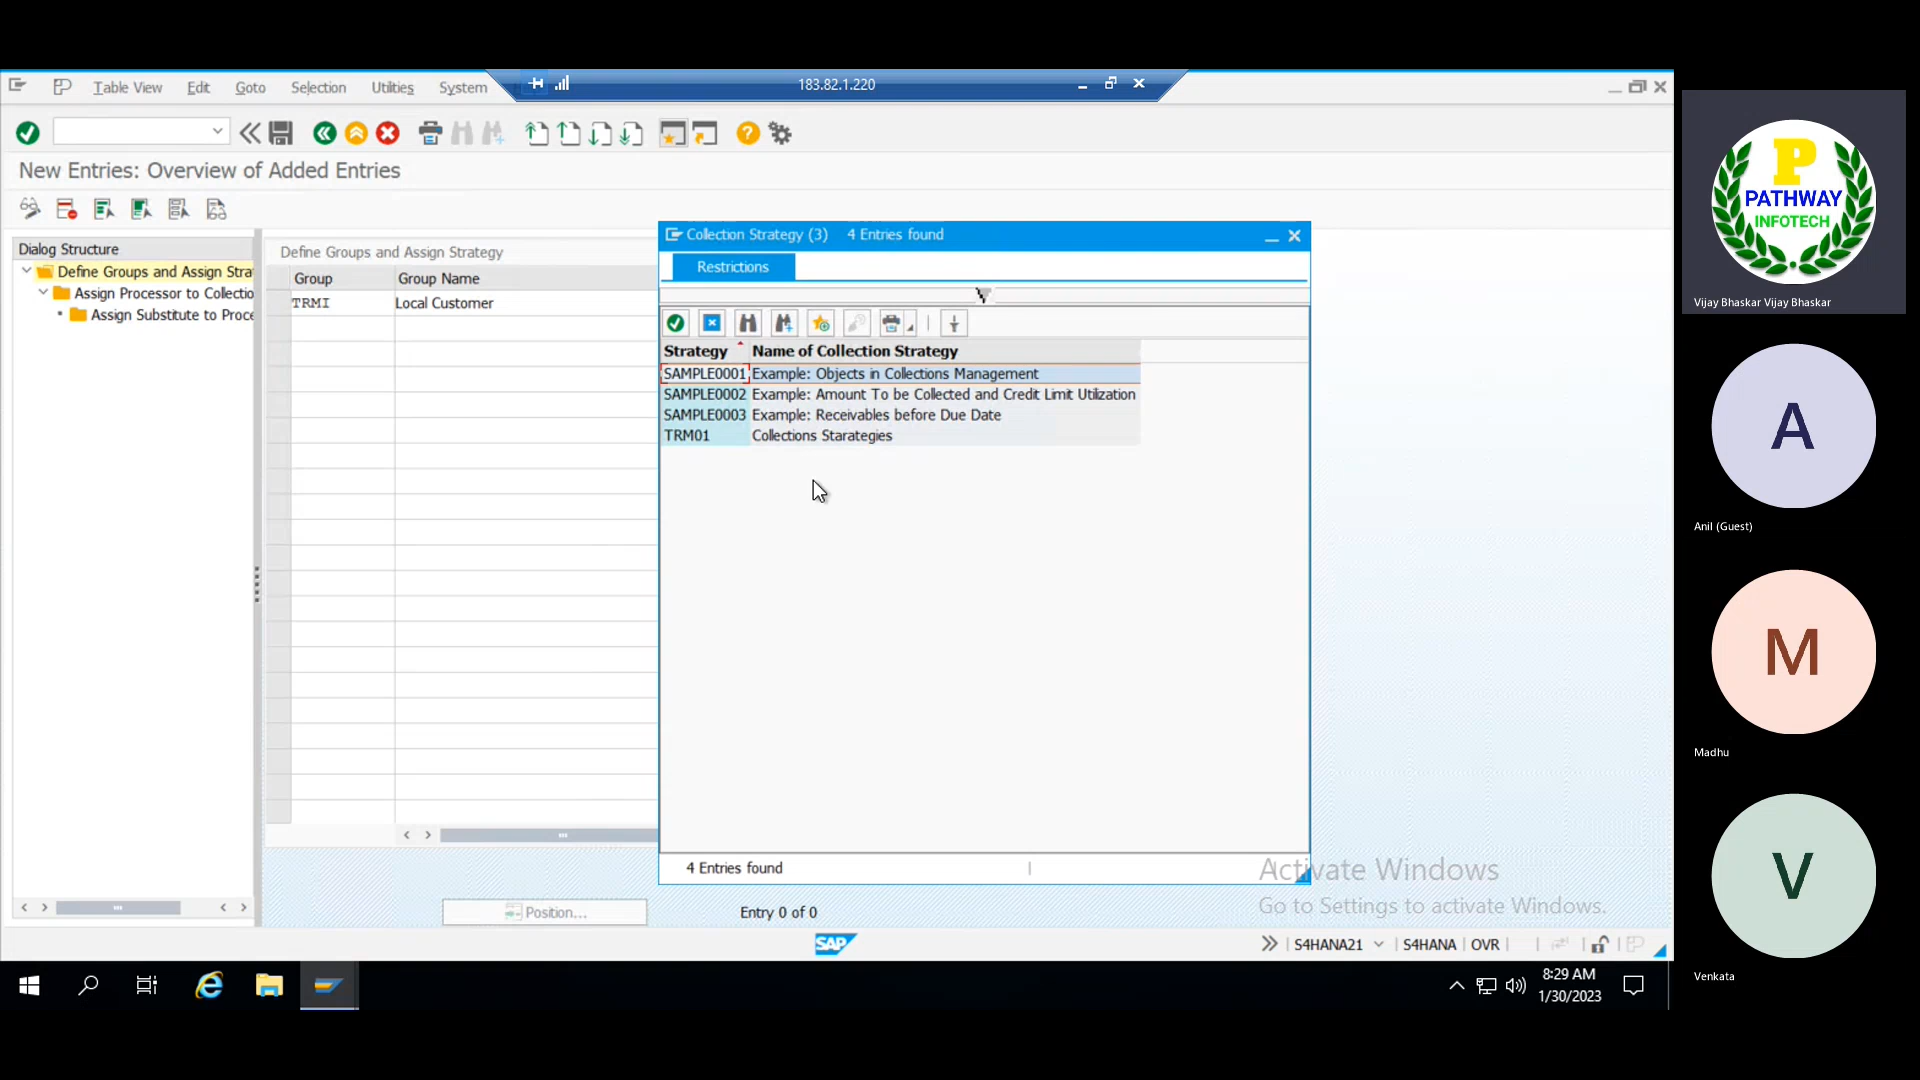 Table View Edit Goto Selection Utilities System
183.82.1.220
New Entries: Overview of Added Entries
Dialog Structure
Define Groups and Assign Stra
Assign Processor to Collectio
Assign Substitute to Proce
Define Groups and Assign Strategy
Group Group Name
TRMI Local Customer
Position...
Entry 0 of 0
Collection Strategy (3) 4 Entries found
Restrictions
Strategy Name of Collection Strategy
SAMPLE0001 Example: Objects in Collections Management
SAMPLE0002 Example: Amount To be Collected and Credit Limit Utilization
SAMPLE0003 Example: Receivables before Due Date
TRM01 Collections Starategies
4 Entries found
Activate Windows
Go to Settings to activate Windows.
SAP
S4HANA21 S4HANA OVR
8:29 AM
1/30/2023
P
PATHWAY
INFOTECH
Vijay Bhaskar Vijay Bhaskar
A
Anil (Guest)
M
Madhu
V
Venkata